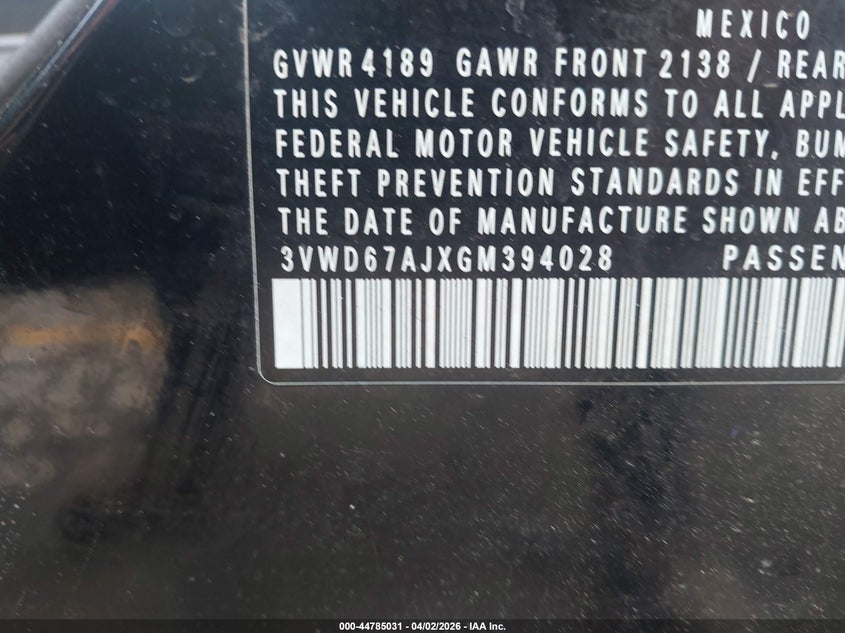 MEXICO
GVWR 4189 GAWR FRONT 2138 / REAR
THIS VEHICLE CONFORMS TO ALL APPL
FEDERAL MOTOR VEHICLE SAFETY, BUM
THEFT PREVENTION STANDARDS IN EFF
THE DATE OF MANUFACTURE SHOWN AB
3VWD67AJXGM394028 PASSEN
000-44785031 - 04/02/2026 - IAA Inc.